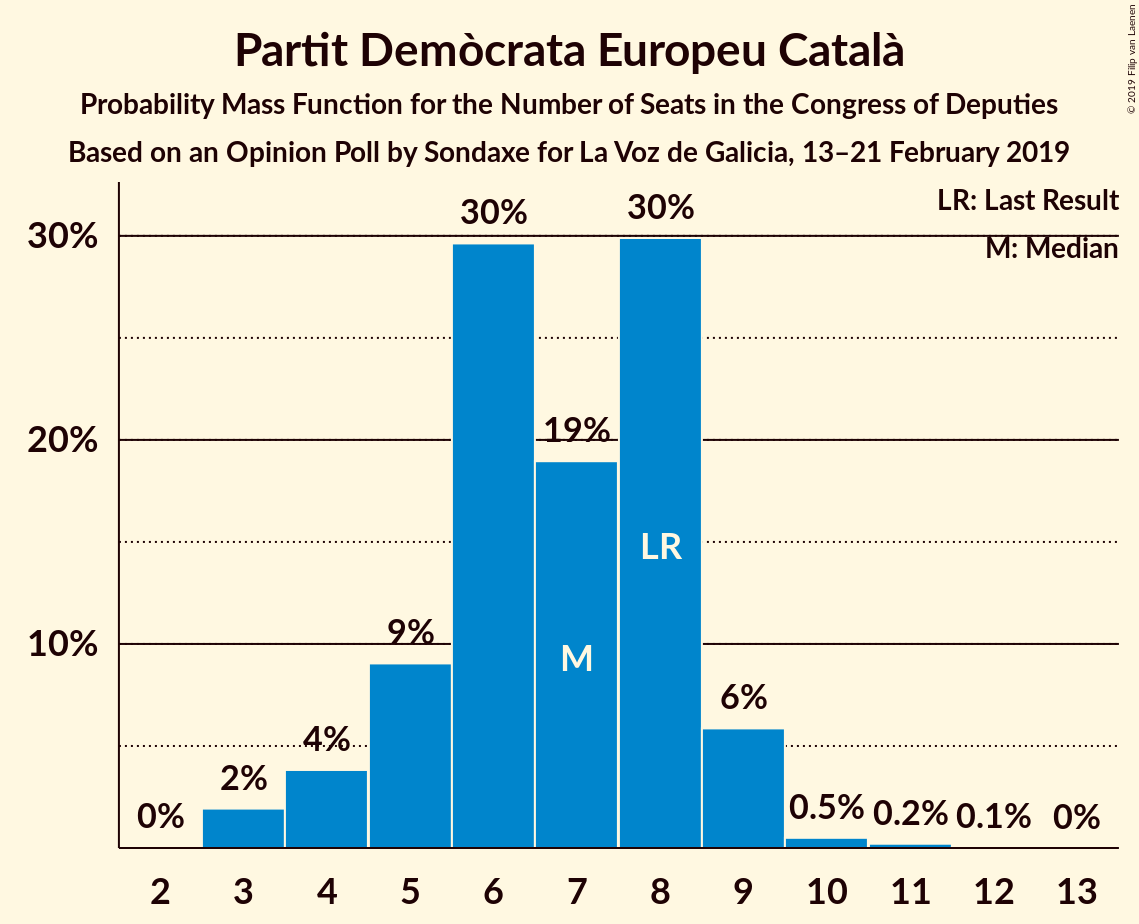 Partit Demòcrata Europeu Català
Probability Mass Function for the Number of Seats in the Congress of Deputies
Based on an Opinion Poll by Sondaxe for La Voz de Galicia, 13–21 February 2019
© 2019 Filip van Laenen
LR: Last Result
M: Median
30%
20%
10%
0%
2%
4%
9%
30%
19%
30%
6%
0.5%
0.2%
0.1%
0%
M
LR
2 3 4 5 6 7 8 9 10 11 12 13